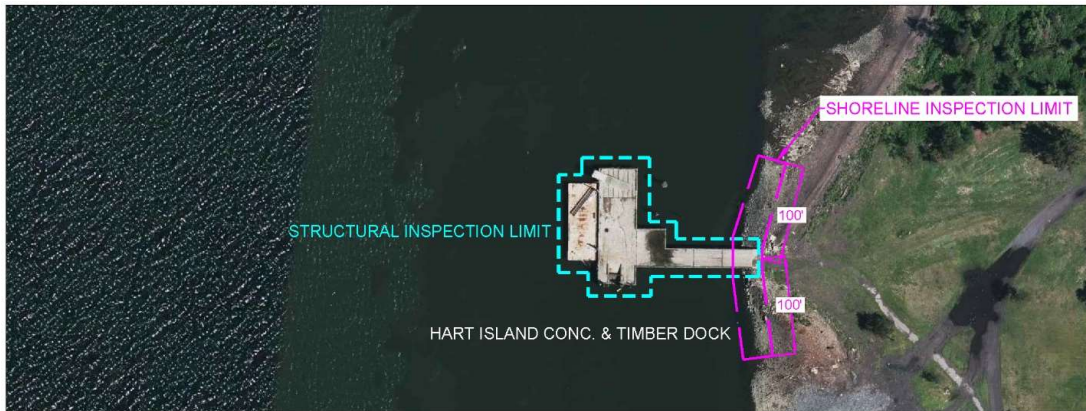 SHORELINE INSPECTION LIMIT
100'
STRUCTURAL INSPECTION LIMIT
100'
HART ISLAND CONC. & TIMBER DOCK